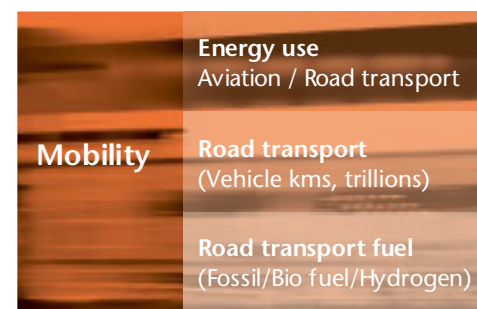 Energy use
Aviation / Road transport
Mobility
Road transport
(Vehicle kms, trillions)
Road transport fuel
(Fossil/Bio fuel/Hydrogen)